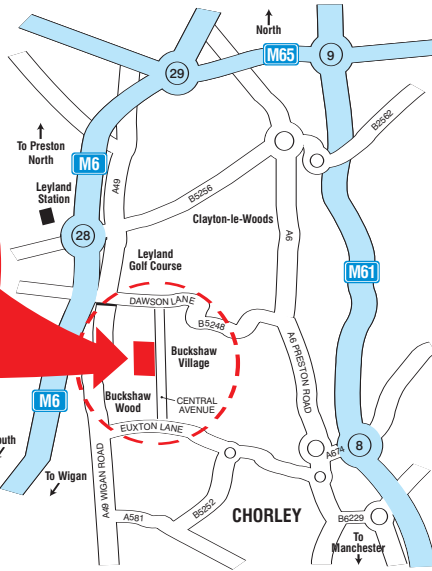 North
M65
9
29
To Preston
North
M6
Leyland
Station
A49
B5256
B2562
Clayton-le-Woods
A6
28
Leyland
Golf Course
M61
DAWSON LANE
B5248
Buckshaw
Village
A6 PRESTON ROAD
M6
Buckshaw
Wood
CENTRAL
AVENUE
EUXTON LANE
8
A674
To Wigan
A49 WIGAN ROAD
A581
B5252
CHORLEY
B6229
To
Manchester